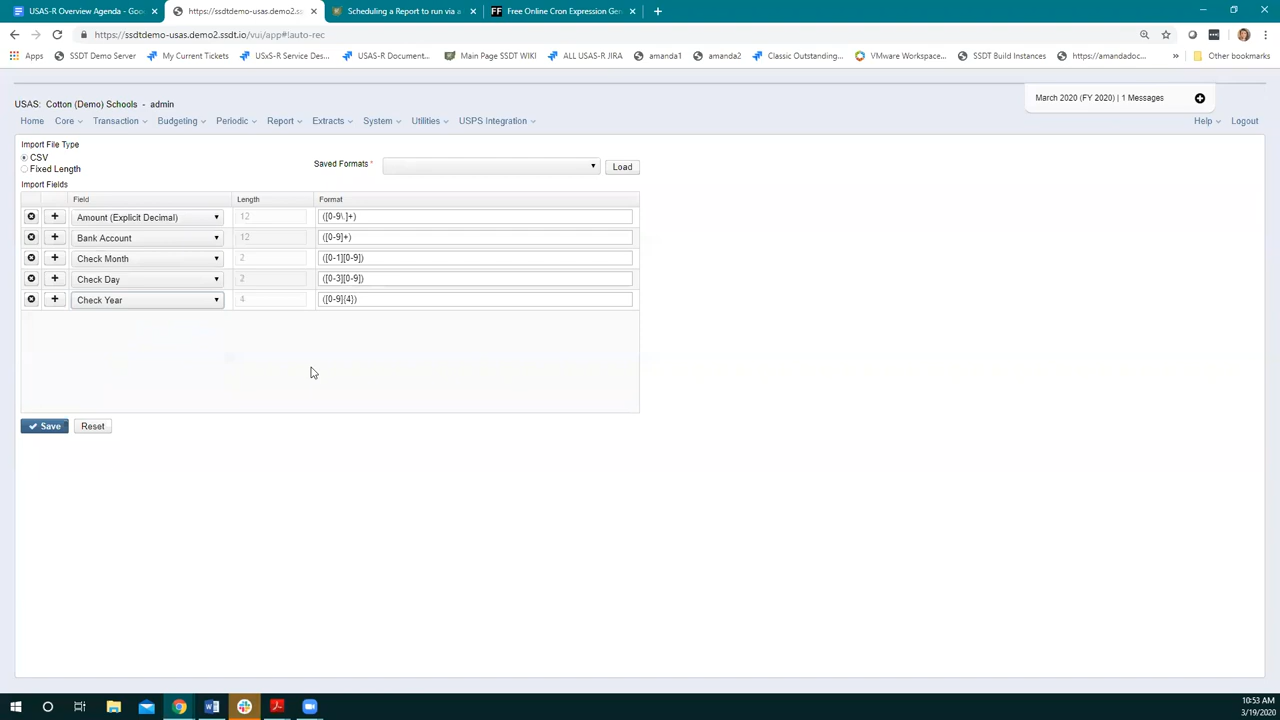 USAS-R Overview Agenda - Goo
https://ssdtdemo-usas.demo2.ssdt.
Scheduling a Report to run via a
Free Online Cron Expression Gen
https://ssdtdemo-usas.demo2.ssdt.io/vui/app#!auto-rec
Apps
SSDT Demo Server
My Current Tickets
USxS-R Service Des...
USAS-R Document...
Main Page SSDT WIKI
ALL USAS-R JIRA
amanda1
Classic Outstanding...
amanda2
VMware Workspace...
SSDT Build Instances
https://amandadoc...
»
Other bookmarks
USAS: Cotton (Demo) Schools - admin
March 2020 (FY 2020) | 1 Messages
Home Core Transaction Budgeting Periodic Report Extracts System Utilities USPS Integration Help Logout
Import File Type
CSV
Fixed Length
Saved Formats * Load
Import Fields
Field Length Format
Amount (Explicit Decimal) 12 ([0-9\.]+)
Bank Account 12 ([0-9]+)
Check Month 2 ([0-1][0-9])
Check Day 2 ([0-3][0-9])
Check Year 4 ([0-9]{4})
Save Reset
10:53 AM
3/19/2020